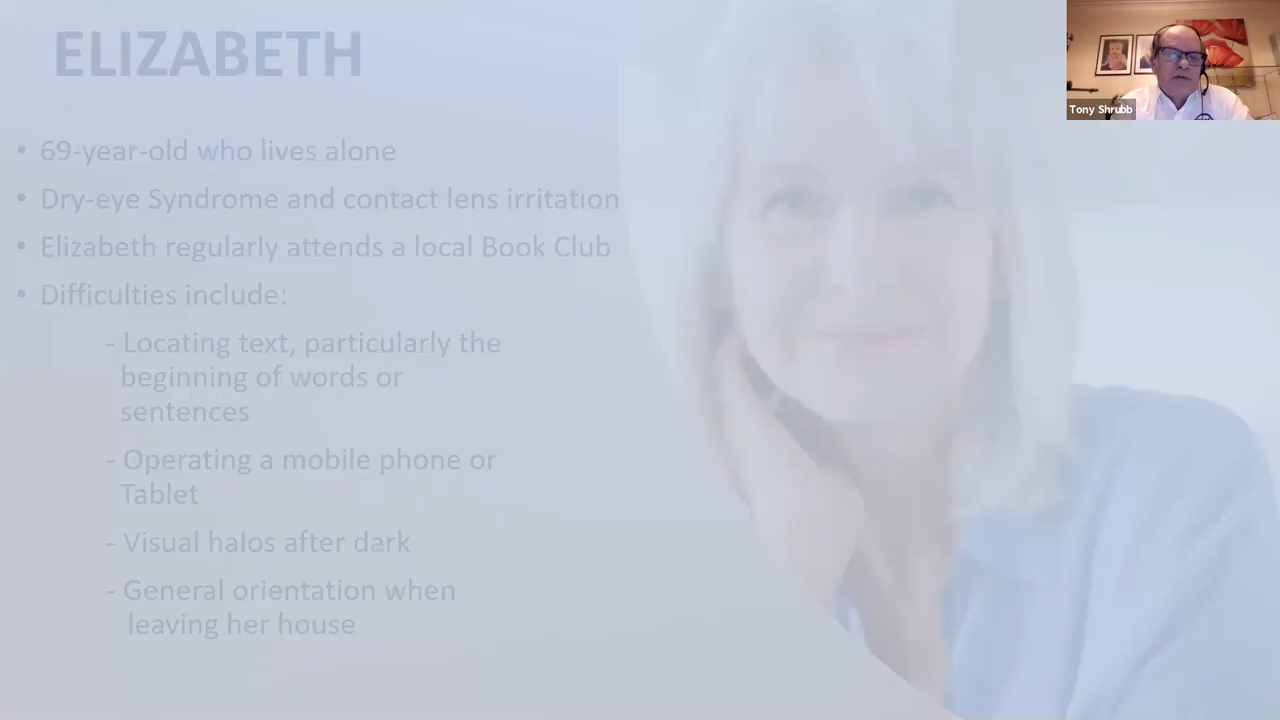 ELIZABETH
• 69-year-old who lives alone
• Dry-eye Syndrome and contact lens irritation
• Elizabeth regularly attends a local Book Club
• Difficulties include:
- Locating text, particularly the
beginning of words or
sentences
- Operating a mobile phone or
Tablet
- Visual halos after dark
- General orientation when
leaving her house
Tony Shrubb